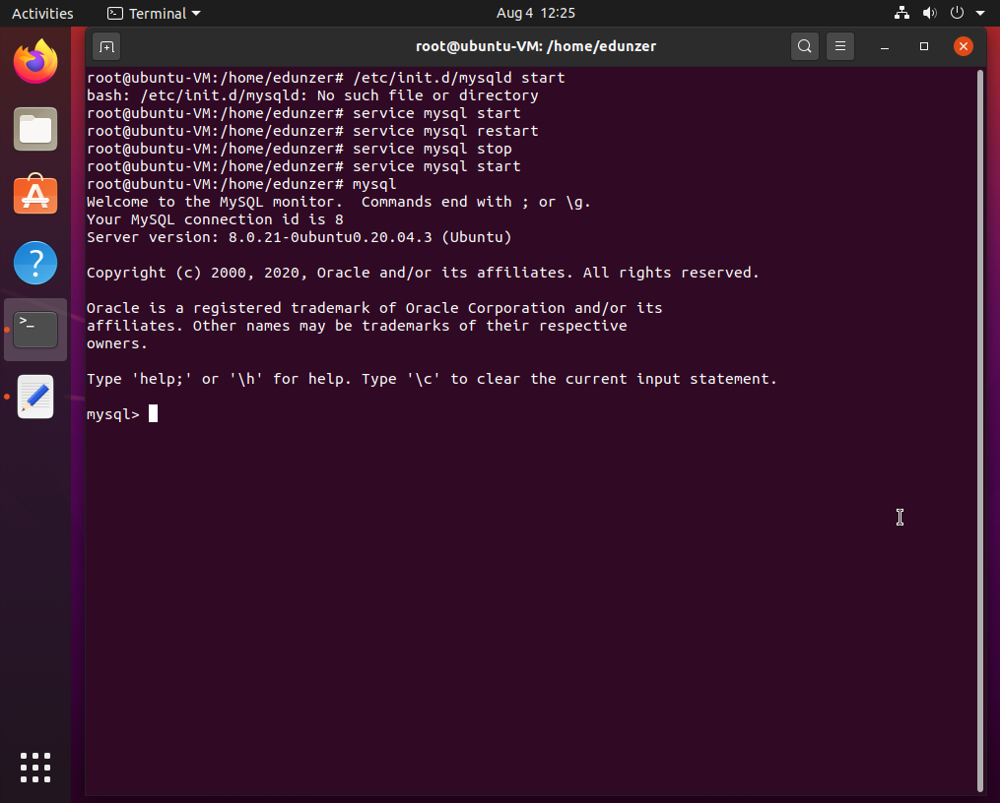 Activities
Terminal
Aug 4 12:25
root@ubuntu-VM: /home/edunzer
root@ubuntu-VM:/home/edunzer# /etc/init.d/mysqld start
bash: /etc/init.d/mysqld: No such file or directory
root@ubuntu-VM:/home/edunzer# service mysql start
root@ubuntu-VM:/home/edunzer# service mysql restart
root@ubuntu-VM:/home/edunzer# service mysql stop
root@ubuntu-VM:/home/edunzer# service mysql start
root@ubuntu-VM:/home/edunzer# mysql
Welcome to the MySQL monitor.  Commands end with ; or \g.
Your MySQL connection id is 8
Server version: 8.0.21-0ubuntu0.20.04.3 (Ubuntu)
Copyright (c) 2000, 2020, Oracle and/or its affiliates. All rights reserved.
Oracle is a registered trademark of Oracle Corporation and/or its
affiliates. Other names may be trademarks of their respective
owners.
Type 'help;' or '\h' for help. Type '\c' to clear the current input statement.
mysql>